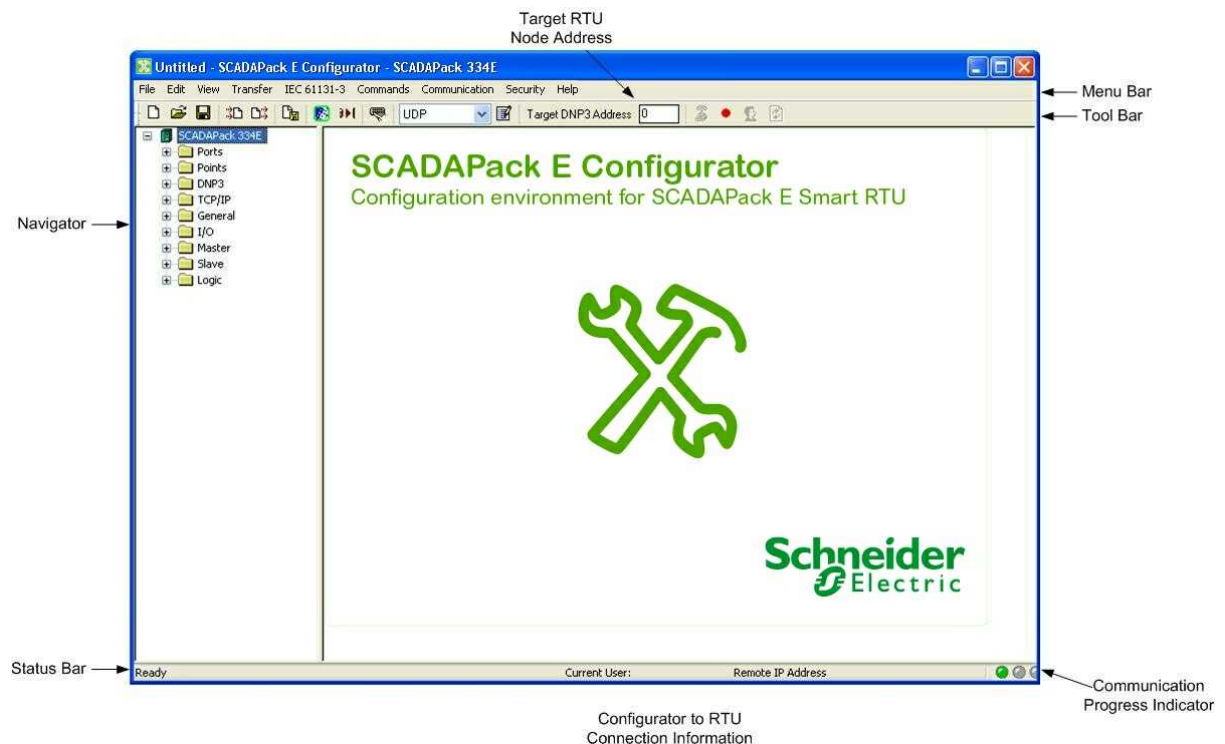 Target RTU
Node Address
Untitled - SCADAPack E Configurator - SCADAPack 334E
File Edit View Transfer IEC 61131-3 Commands Communication Security Help
Menu Bar
UDP Target DNP3 Address 0
Tool Bar
SCADAPack 334E
Ports
Points
DNP3
TCP/IP
General
I/O
Master
Slave
Logic
Navigator
SCADAPack E Configurator
Configuration environment for SCADAPack E Smart RTU
Schneider
Electric
Status Bar
Ready Current User: Remote IP Address
Communication
Progress Indicator
Configurator to RTU
Connection Information